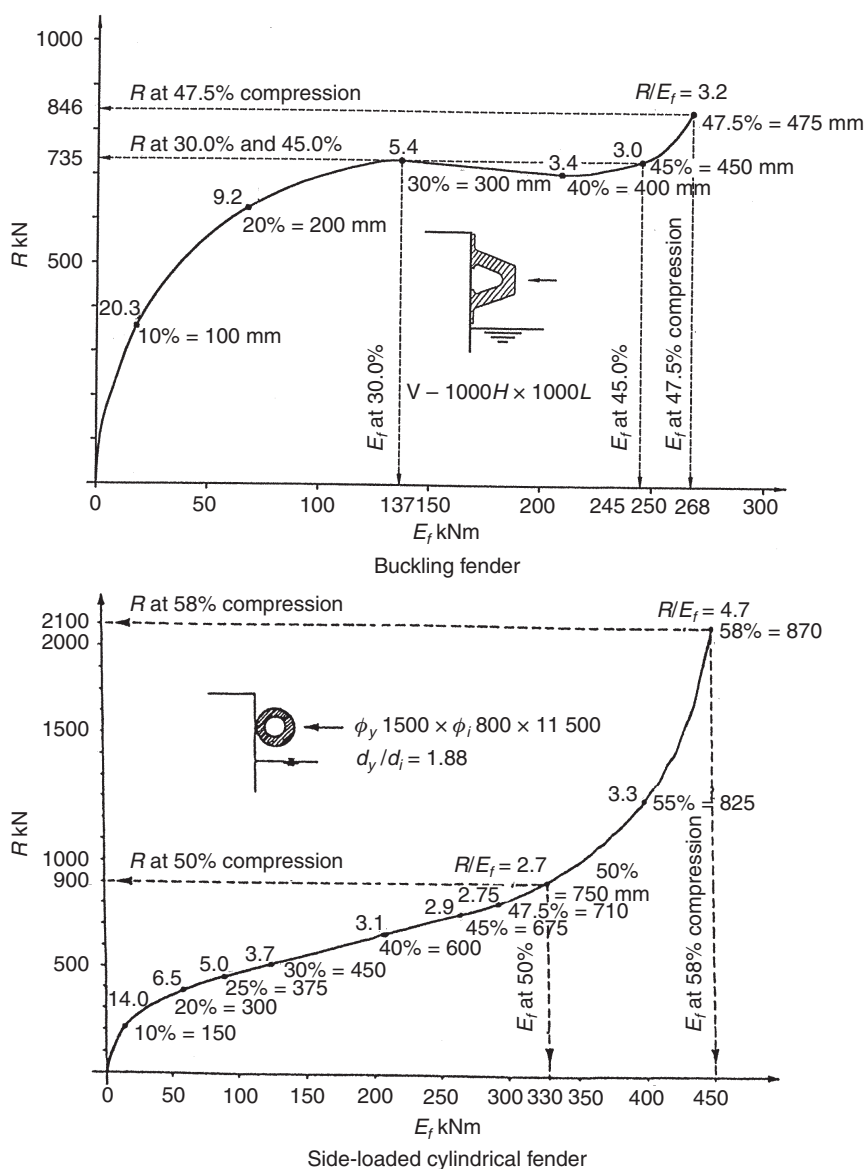 1000
R at 47.5% compression
R/E_f = 3.2
846
47.5% = 475 mm
R at 30.0% and 45.0%
5.4
3.4
3.0
735
45% = 450 mm
30% = 300 mm
40% = 400 mm
9.2
20% = 200 mm
R kN
500
20.3
10% = 100 mm
E_f at 30.0%
E_f at 45.0%
E_f at 47.5% compression
V – 1000H × 1000L
0
0 50 100 137 150 200 245 250 268 300
E_f kNm
Buckling fender
R at 58% compression
R/E_f = 4.7
2100
58% = 870
2000
1500
ϕ_y 1500 × ϕ_i 800 × 11 500
d_y/d_i = 1.88
3.3
55% = 825
R kN
1000
R at 50% compression
R/E_f = 2.7
50%
= 750 mm
900
2.75
47.5% = 710
2.9
45% = 675
3.1
40% = 600
500
3.7
30% = 450
5.0
25% = 375
6.5
20% = 300
14.0
10% = 150
E_f at 50%
E_f at 58% compression
0
0 50 100 150 200 250 300 330 350 400 450
E_f kNm
Side-loaded cylindrical fender